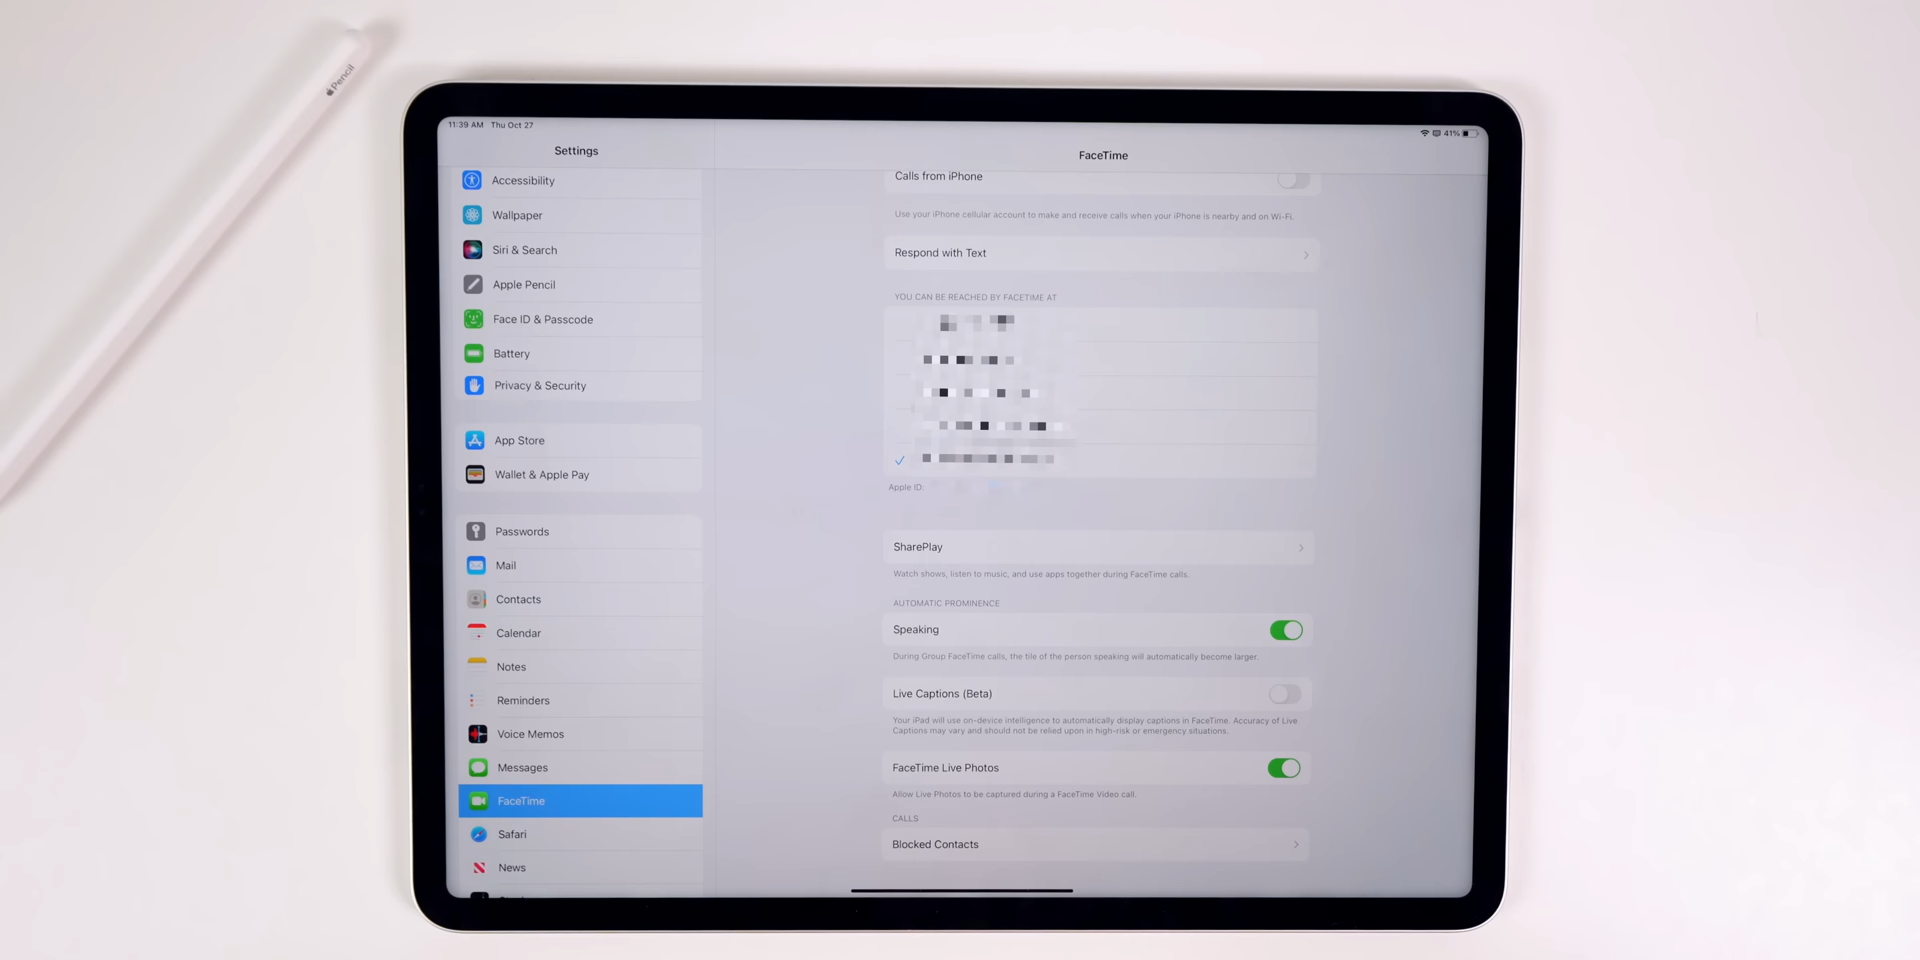 Pencil
11:39 AM Thu Oct 27
41%
Settings
Accessibility
Wallpaper
Siri & Search
Apple Pencil
Face ID & Passcode
Battery
Privacy & Security
App Store
Wallet & Apple Pay
Passwords
Mail
Contacts
Calendar
Notes
Reminders
Voice Memos
Messages
FaceTime
Safari
News
FaceTime
Calls from iPhone
Use your iPhone cellular account to make and receive calls when your iPhone is nearby and on Wi-Fi.
Respond with Text
YOU CAN BE REACHED BY FACETIME AT
Apple ID:
SharePlay
Watch shows, listen to music, and use apps together during FaceTime calls.
AUTOMATIC PROMINENCE
Speaking
During Group FaceTime calls, the tile of the person speaking will automatically become larger.
Live Captions (Beta)
Your iPad will use on-device intelligence to automatically display captions in FaceTime. Accuracy of Live
Captions may vary and should not be relied upon in high-risk or emergency situations.
FaceTime Live Photos
Allow Live Photos to be captured during a FaceTime Video call.
CALLS
Blocked Contacts